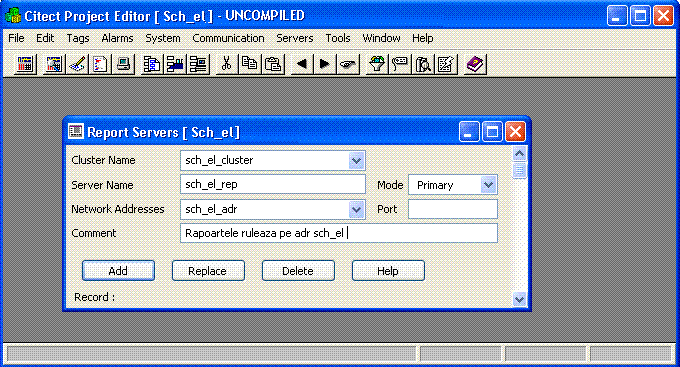 Citect Project Editor [ Sch_el ] - UNCOMPILED
File Edit Tags Alarms System Communication Servers Tools Window Help
Report Servers [ Sch_el ]
Cluster Name sch_el_cluster
Server Name sch_el_rep Mode Primary
Network Addresses sch_el_adr Port
Comment Rapoartele ruleaza pe adr sch_el
Add Replace Delete Help
Record :